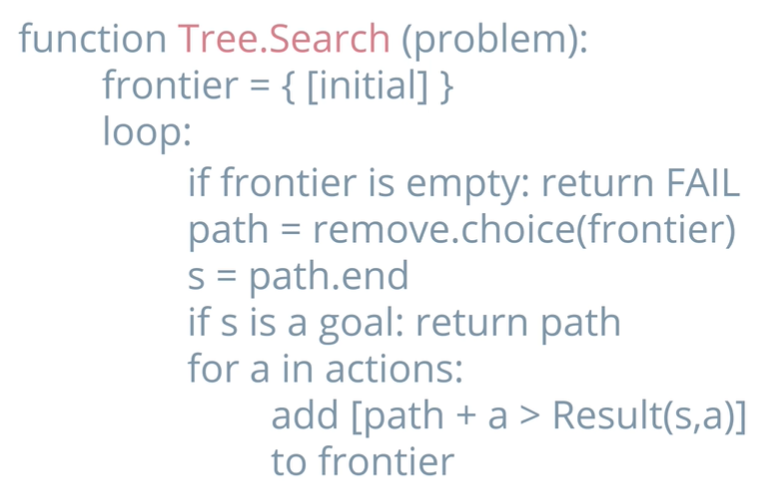 function Tree.Search (problem):
frontier = { [initial] }
loop:
if frontier is empty: return FAIL
path = remove.choice(frontier)
s = path.end
if s is a goal: return path
for a in actions:
add [path + a > Result(s,a)]
to frontier